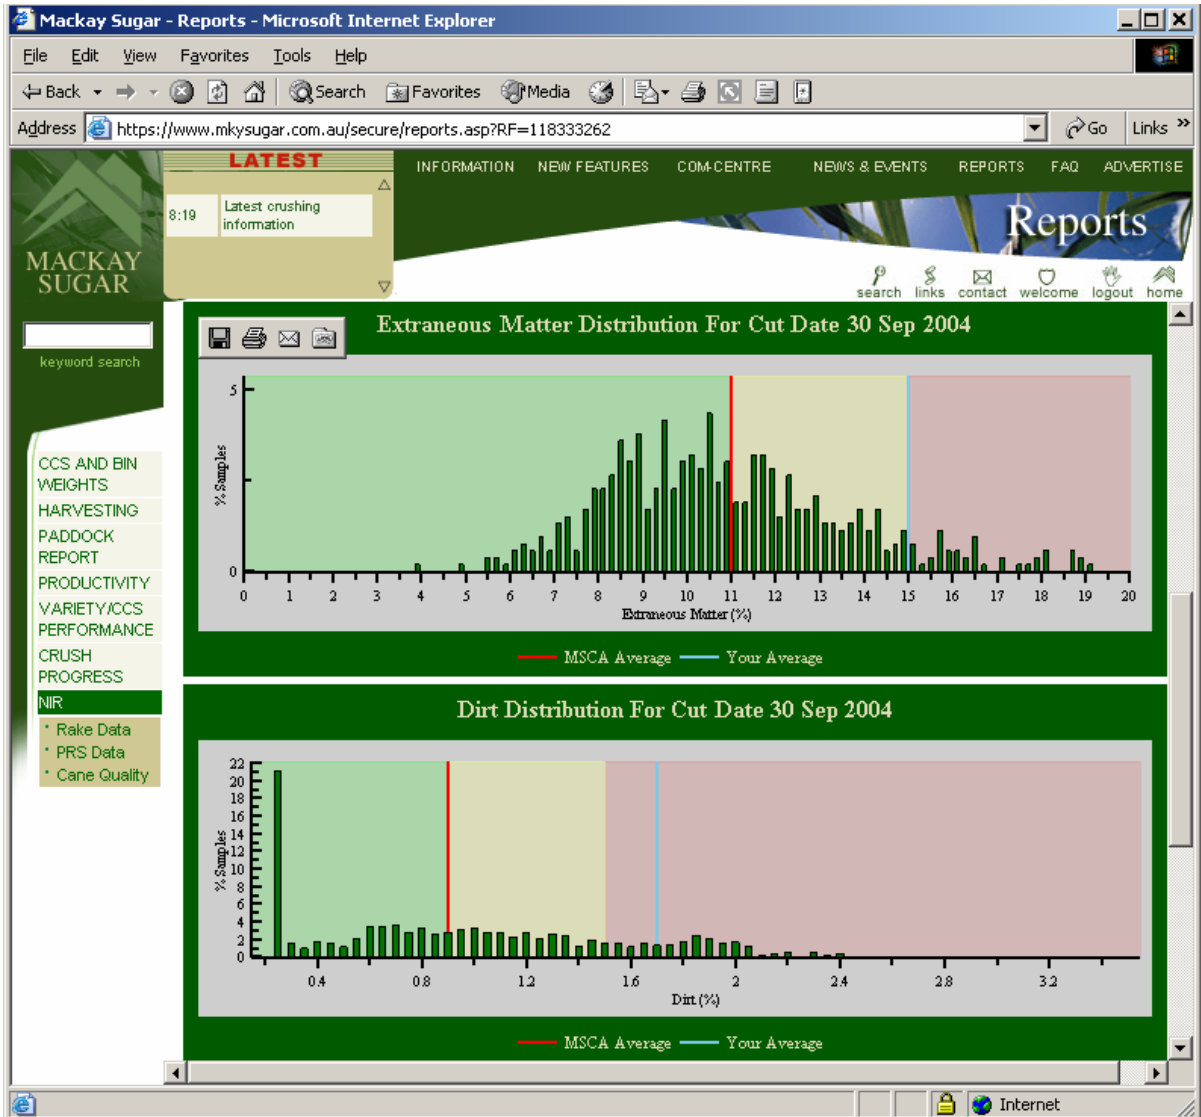 Mackay Sugar - Reports - Microsoft Internet Explorer
File Edit View Favorites Tools Help
Back Search Favorites Media
Address https://www.mkysugar.com.au/secure/reports.asp?RF=118333262 Go Links »
LATEST
8:19 Latest crushing
information
INFORMATION NEW FEATURES COM-CENTRE NEWS & EVENTS REPORTS FAQ ADVERTISE
Reports
MACKAY
SUGAR
search links contact welcome logout home
keyword search
CCS AND BIN
WEIGHTS
HARVESTING
PADDOCK
REPORT
PRODUCTIVITY
VARIETY/CCS
PERFORMANCE
CRUSH
PROGRESS
NIR
Rake Data
PRS Data
Cane Quality
Extraneous Matter Distribution For Cut Date 30 Sep 2004
% Samples
5
0
0 1 2 3 4 5 6 7 8 9 10 11 12 13 14 15 16 17 18 19 20
Extraneous Matter (%)
MSCA Average Your Average
Dirt Distribution For Cut Date 30 Sep 2004
% Samples
22
20
18
16
14
12
10
8
6
4
2
0
0.4 0.8 1.2 1.6 2 2.4 2.8 3.2
Dirt (%)
MSCA Average Your Average
Internet